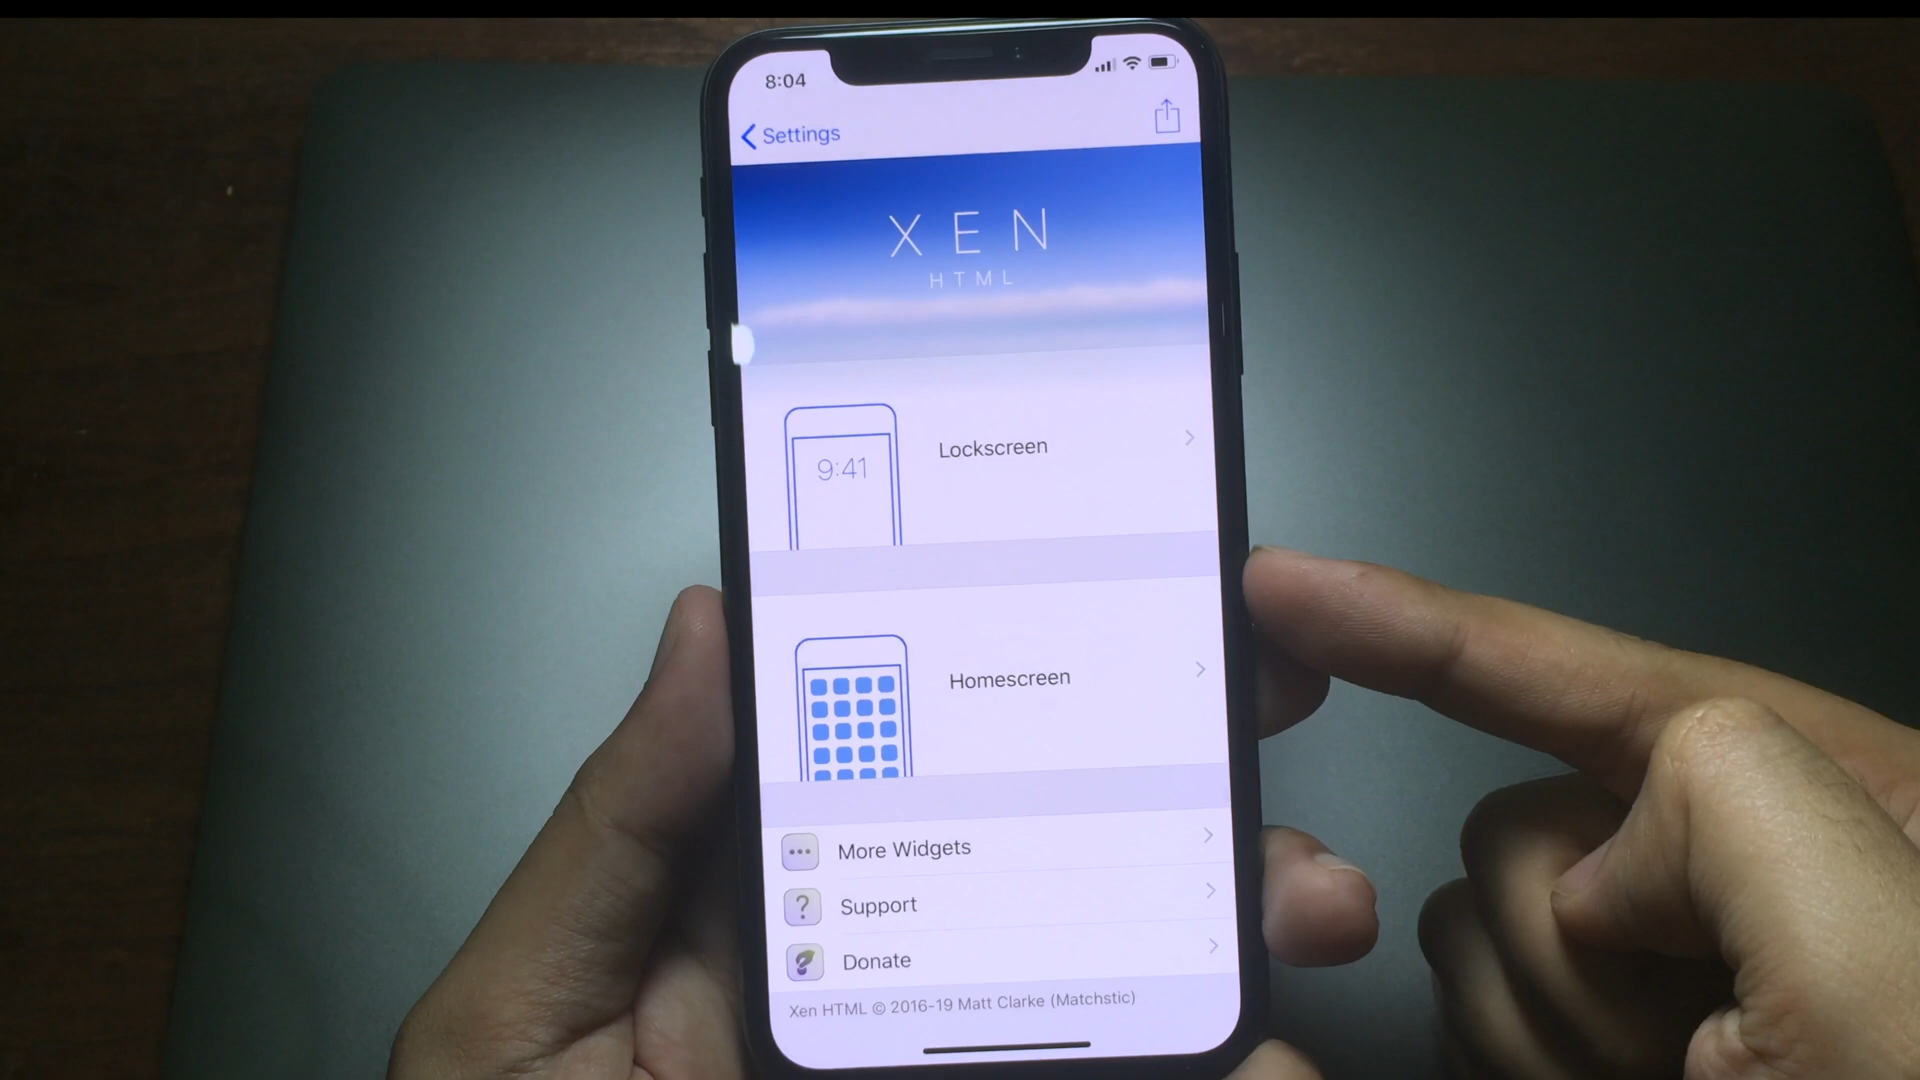 8:04
Settings
XEN
HTML
9:41
Lockscreen
Homescreen
More Widgets
?
Support
Donate
Xen HTML © 2016-19 Matt Clarke (Matchstic)